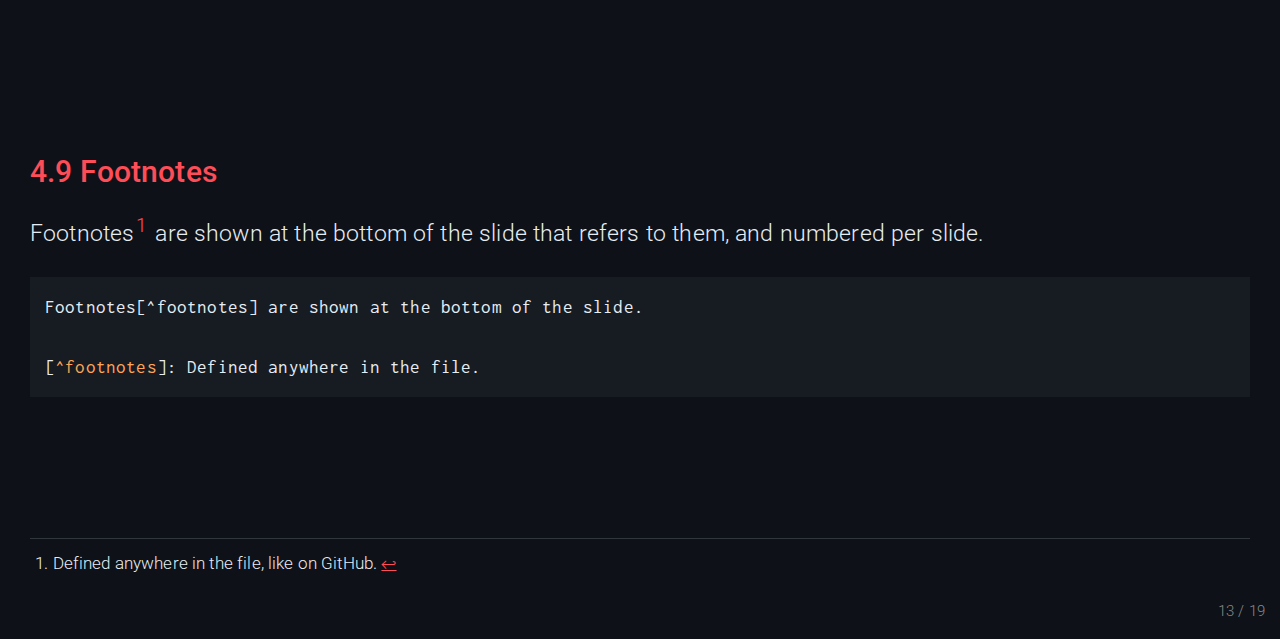 4.9 Footnotes
Footnotes1 are shown at the bottom of the slide that refers to them, and numbered per slide.
Footnotes[^footnotes] are shown at the bottom of the slide.
[^footnotes]: Defined anywhere in the file.
1. Defined anywhere in the file, like on GitHub. ↩
13 / 19